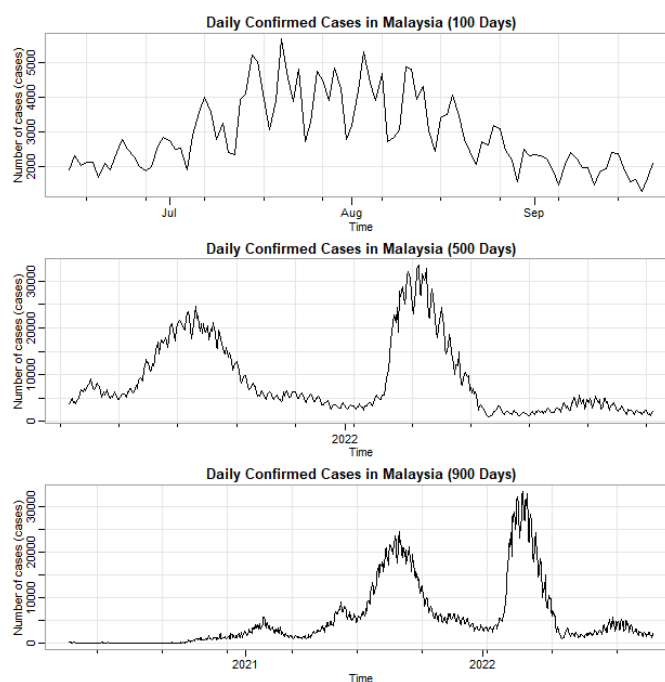 Daily Confirmed Cases in Malaysia (100 Days)
Number of cases (cases)
5000
4000
3000
2000
Jul
Aug
Sep
Time
Daily Confirmed Cases in Malaysia (500 Days)
Number of cases (cases)
30000
20000
10000
0
2022
Time
Daily Confirmed Cases in Malaysia (900 Days)
Number of cases (cases)
30000
20000
10000
0
2021
2022
Time